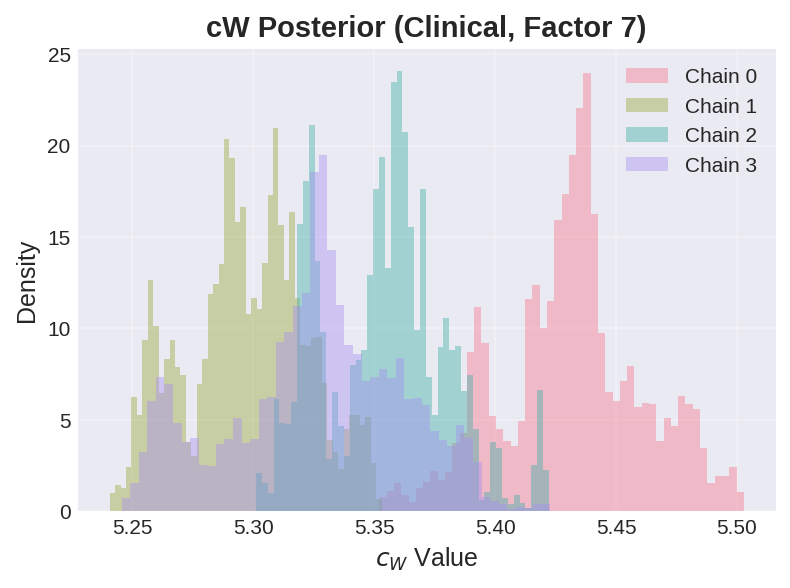 cW Posterior (Clinical, Factor 7)
25
20
15
10
5
0
Density
Chain 0
Chain 1
Chain 2
Chain 3
5.25 5.30 5.35 5.40 5.45 5.50
c_W Value